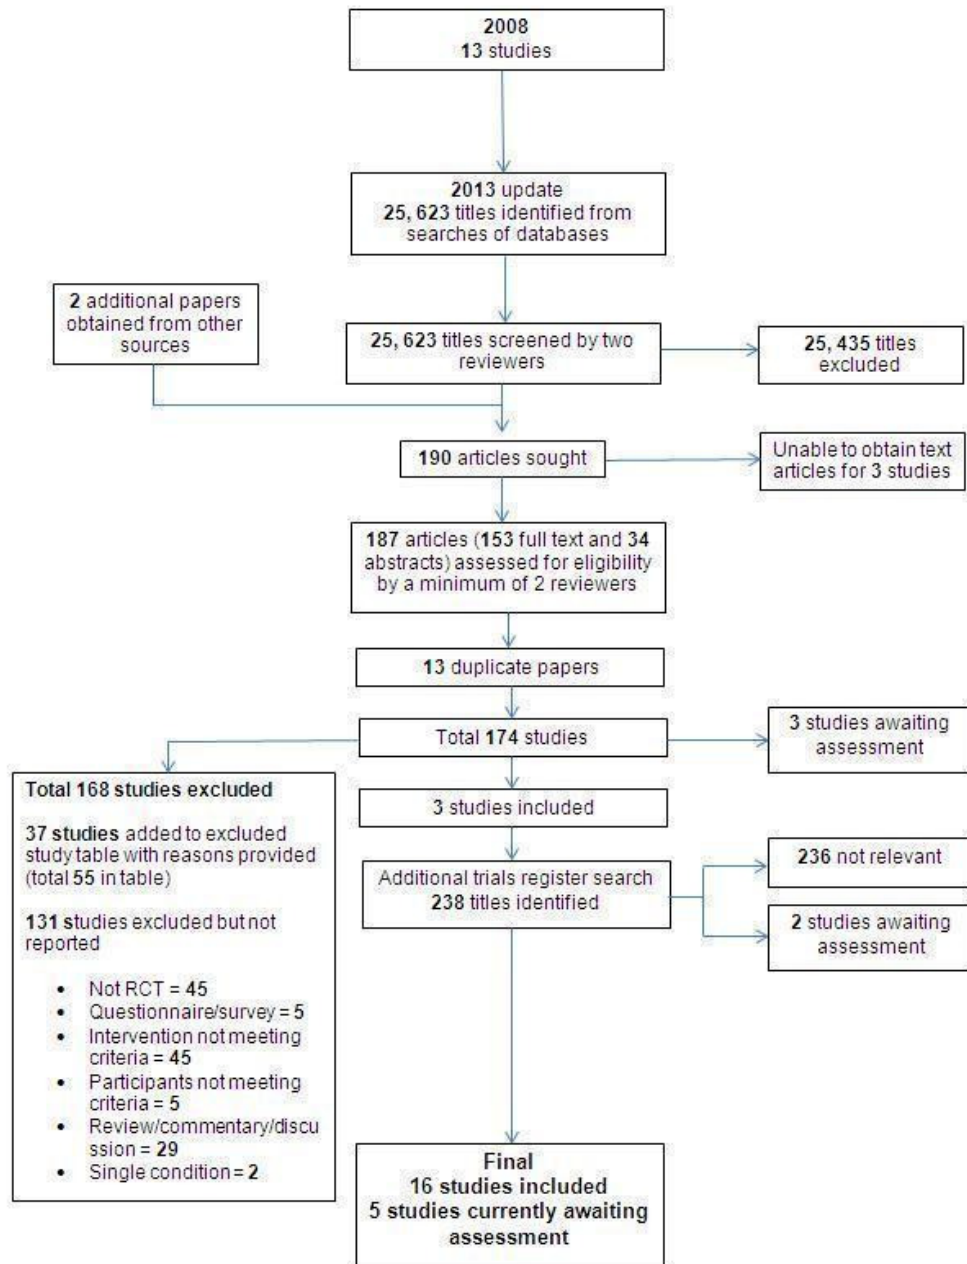 2008
13 studies
2013 update
25, 623 titles identified from
searches of databases
2 additional papers
obtained from other
sources
25, 623 titles screened by two
reviewers
25, 435 titles
excluded
190 articles sought
Unable to obtain text
articles for 3 studies
187 articles (153 full text and 34
abstracts) assessed for eligibility
by a minimum of 2 reviewers
13 duplicate papers
Total 174 studies
3 studies awaiting
assessment
Total 168 studies excluded
37 studies added to excluded
study table with reasons provided
(total 55 in table)
131 studies excluded but not
reported
• Not RCT = 45
• Questionnaire/survey = 5
• Intervention not meeting
criteria = 45
• Participants not meeting
criteria = 5
• Review/commentary/discu
ssion = 29
• Single condition = 2
3 studies included
Additional trials register search
238 titles identified
236 not relevant
2 studies awaiting
assessment
Final
16 studies included
5 studies currently awaiting
assessment